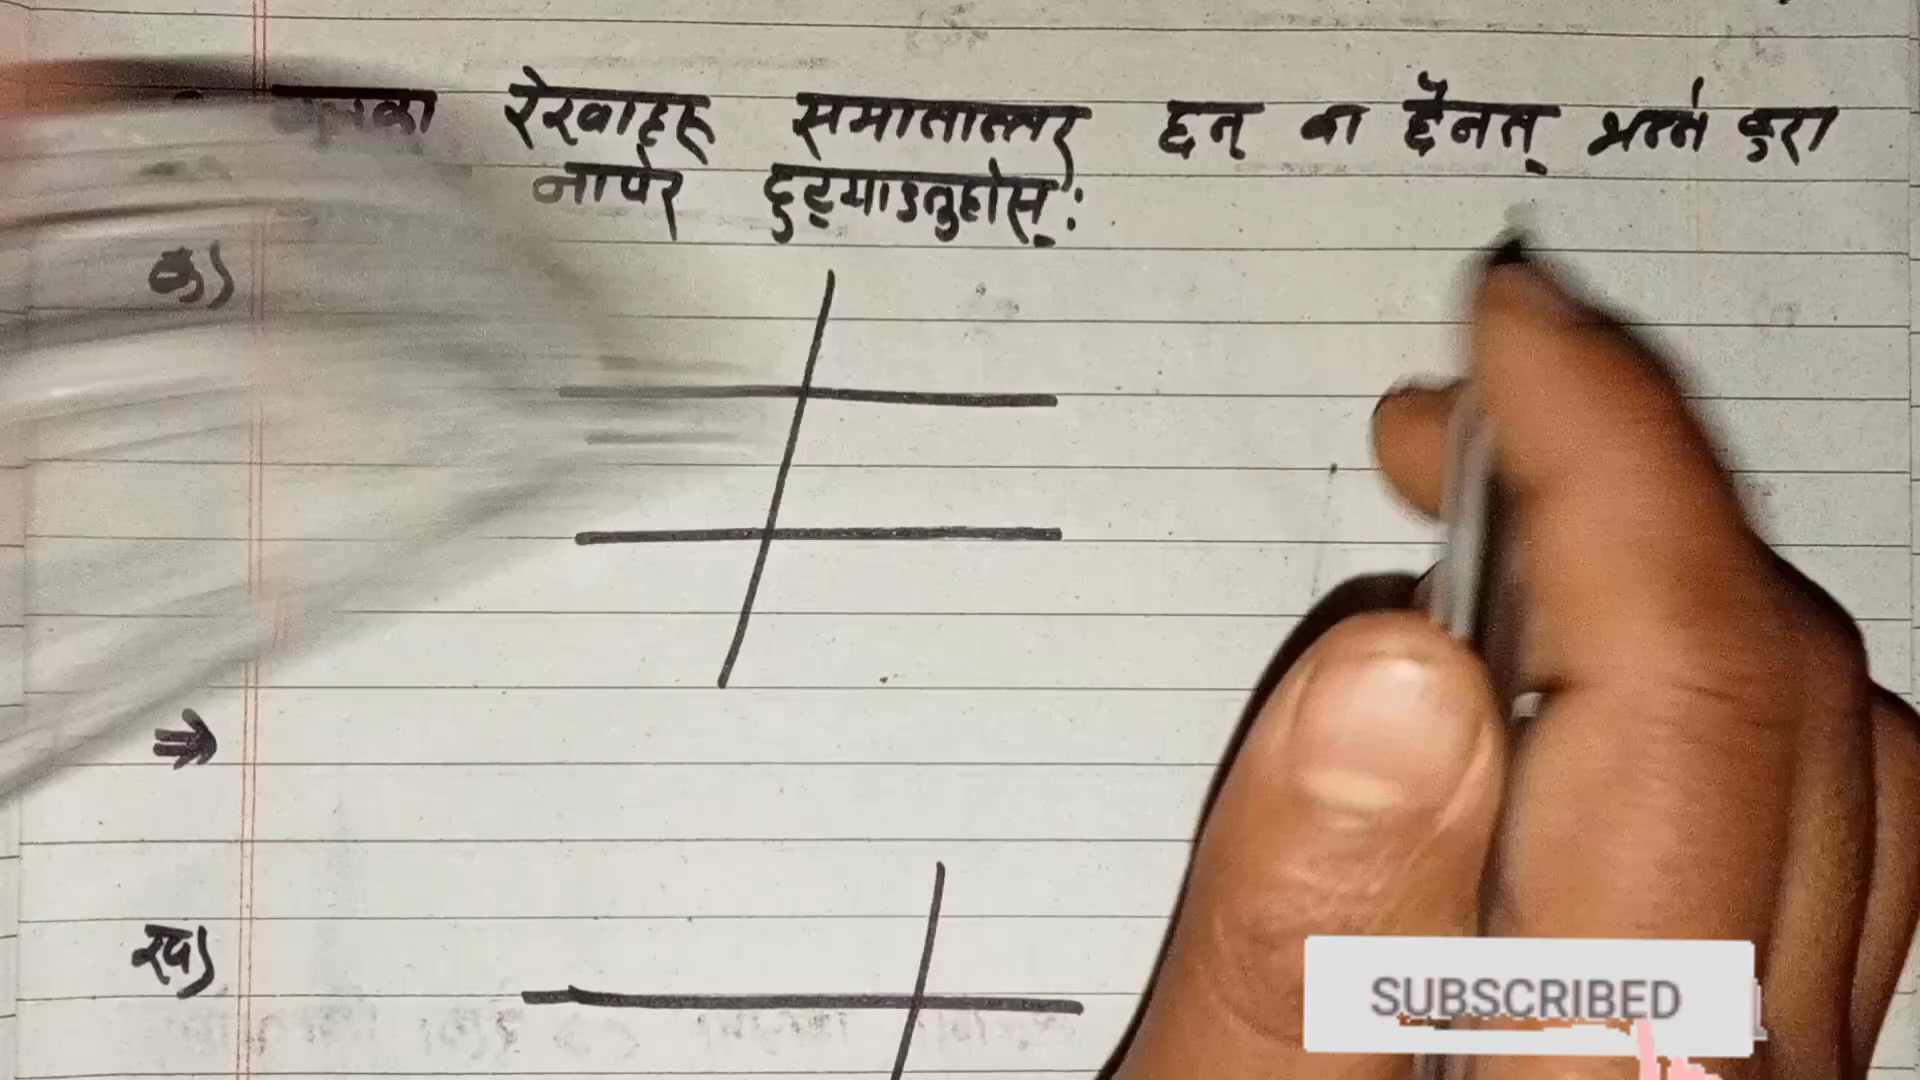 रेखाहरू समातान्तर छन् वा छैनन् भन्ने कुरा
नापेर छुट्याउनुहोस्:
क)
⇒
ख)
SUBSCRIBED